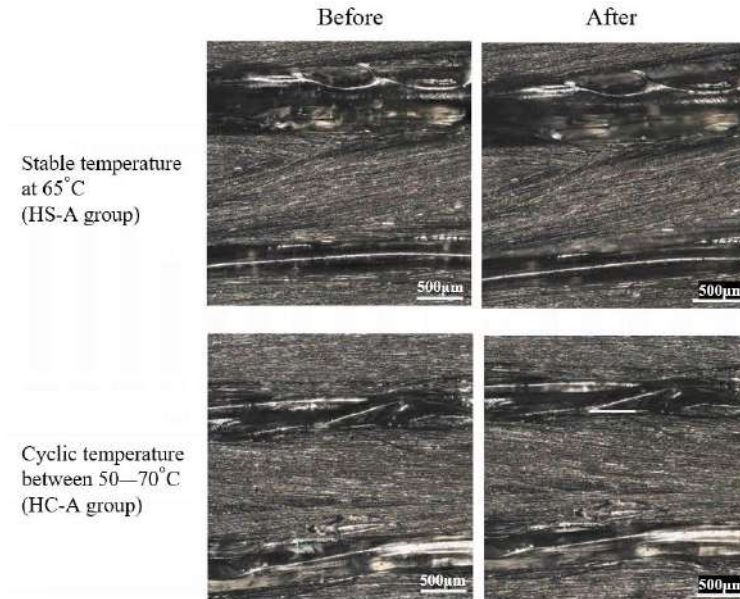 Before
After
Stable temperature
at 65°C
(HS-A group)
500µm
500µm
Cyclic temperature
between 50—70°C
(HC-A group)
500µm
500µm